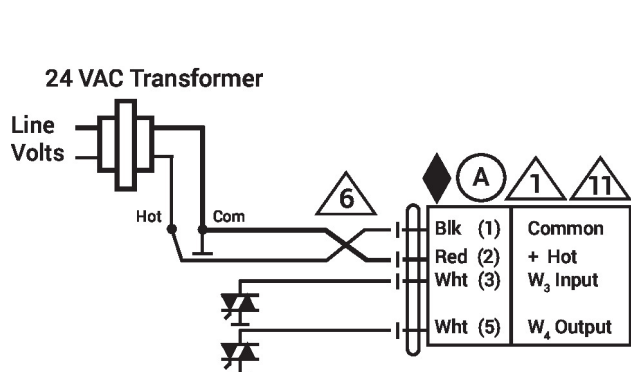 24 VAC Transformer
Line
Volts
Hot
Com
6
A
1
11
Blk (1) Common
Red (2) + Hot
Wht (3) W₃ Input
Wht (5) W₄ Output